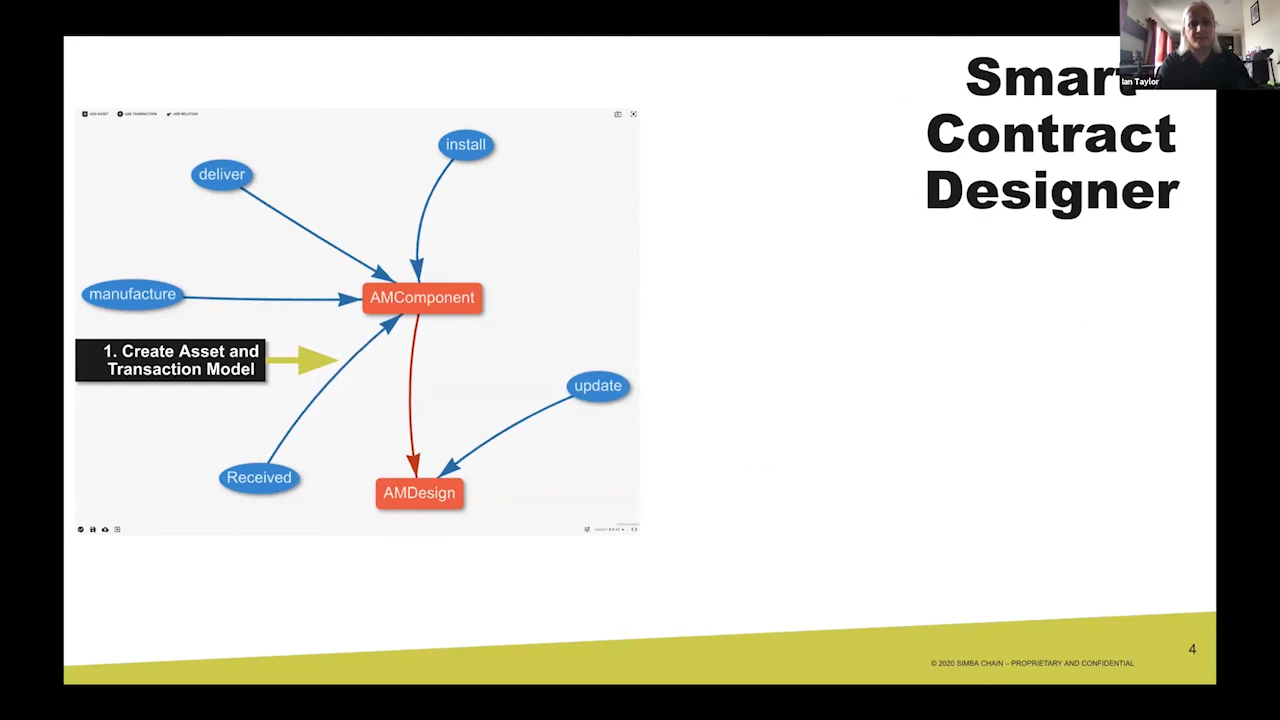 Smart
Contract
Designer
Ian Taylor
ADD ASSET
ADD TRANSACTION
ADD RELATION
install
deliver
manufacture
AMComponent
1. Create Asset and
Transaction Model
update
Received
AMDesign
4
© 2020 SIMBA CHAIN – PROPRIETARY AND CONFIDENTIAL